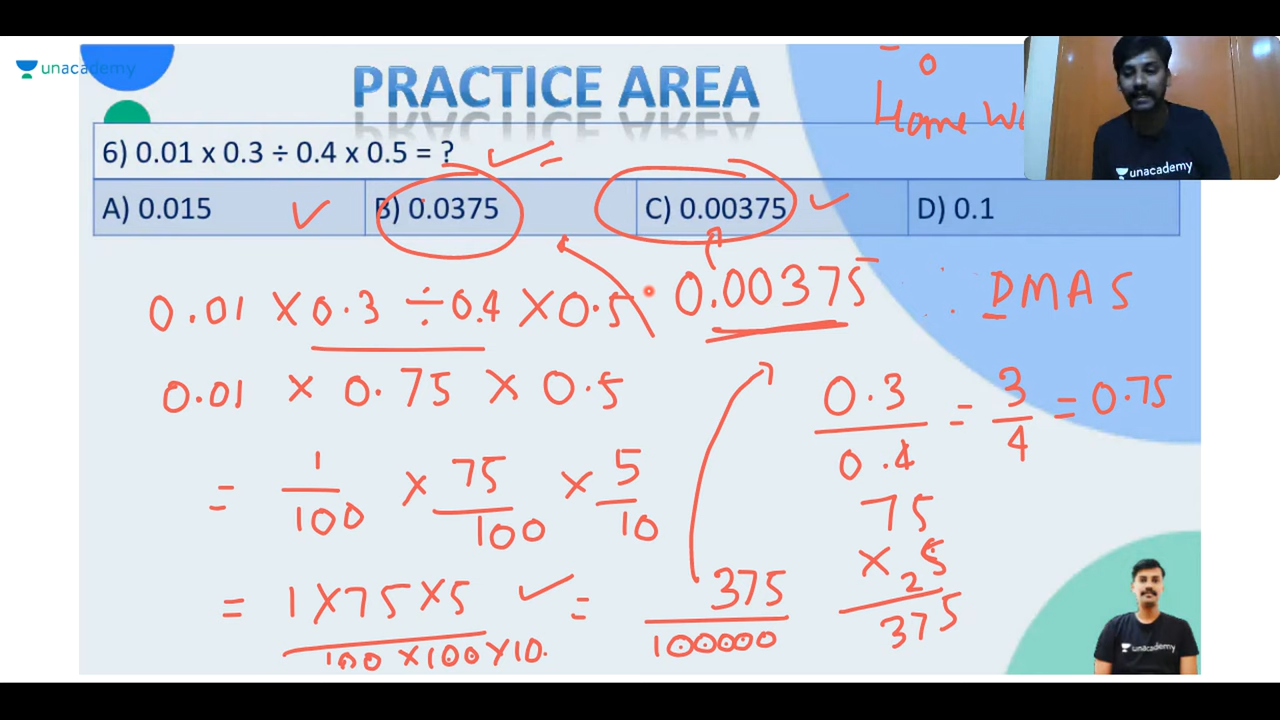 unacademy
PRACTICE AREA
0
Home Wo
unacademy
6) 0.01 x 0.3 ÷ 0.4 x 0.5 = ?
A) 0.015
B) 0.0375
C) 0.00375
D) 0.1
0.01 × 0.3 ÷ 0.4 × 0.5
0.00375
∴ DMAS
0.01 × 0.75 × 0.5
0.3/0.4 = 3/4 = 0.75
= 1/100 × 75/100 × 5/10
75
× 5
2
375
= 1×75×5 / 100×100×10 = 375/100000
unacademy